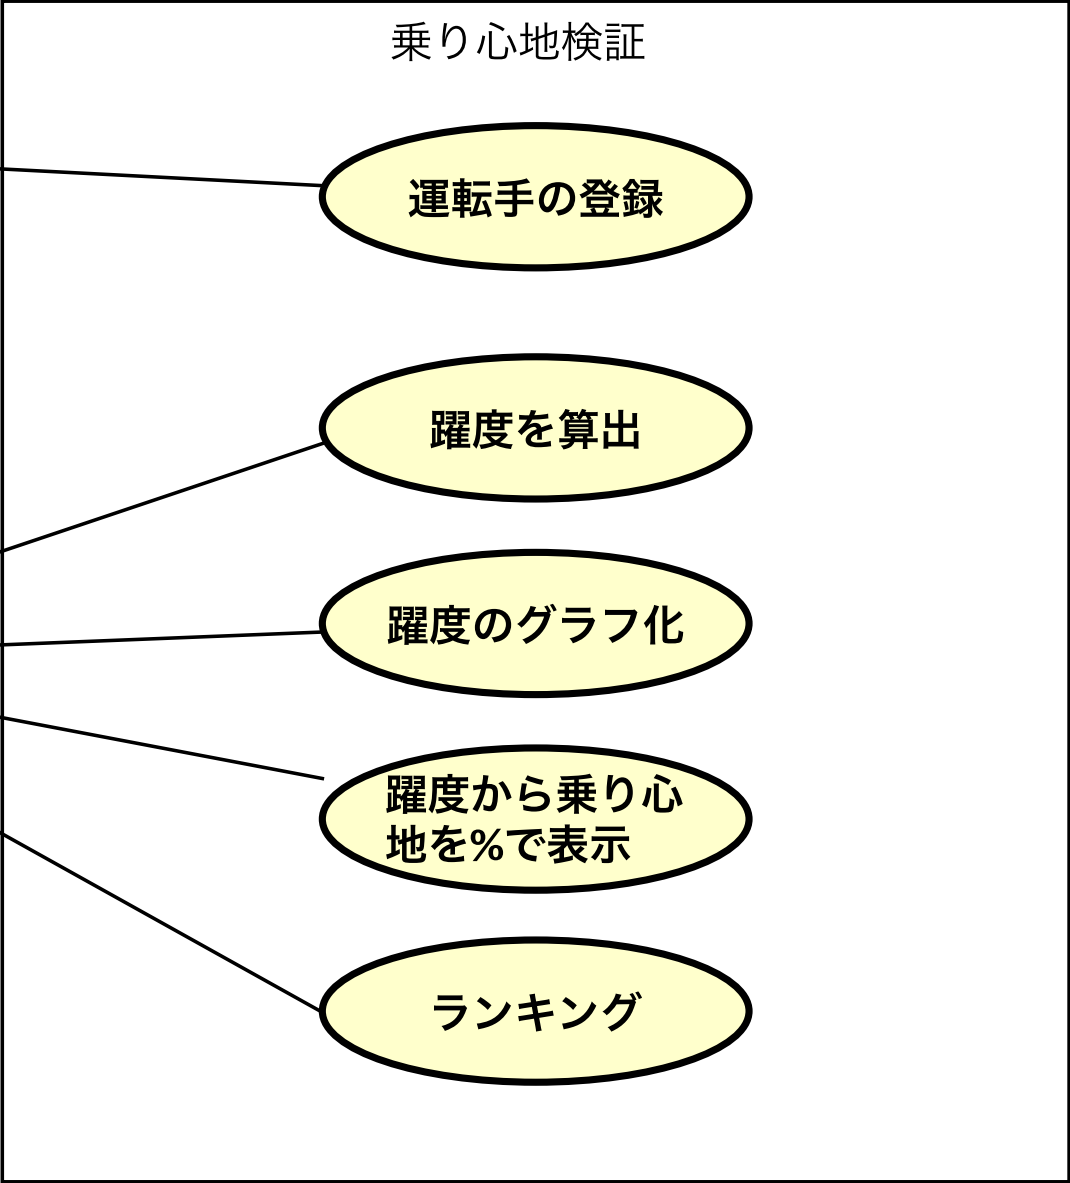 乗り心地検証
運転手の登録
躍度を算出
躍度のグラフ化
躍度から乗り心
地を%で表示
ランキング